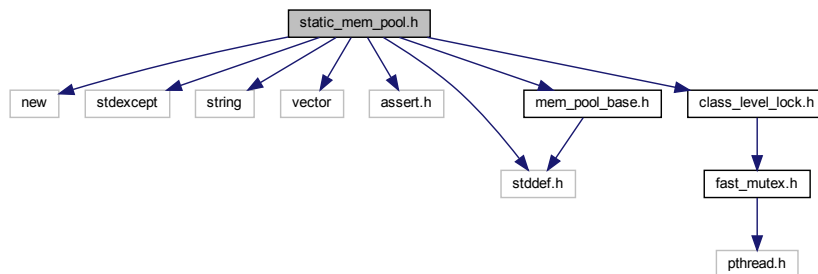 static_mem_pool.h
new
stdexcept
string
vector
assert.h
mem_pool_base.h
class_level_lock.h
stddef.h
fast_mutex.h
pthread.h